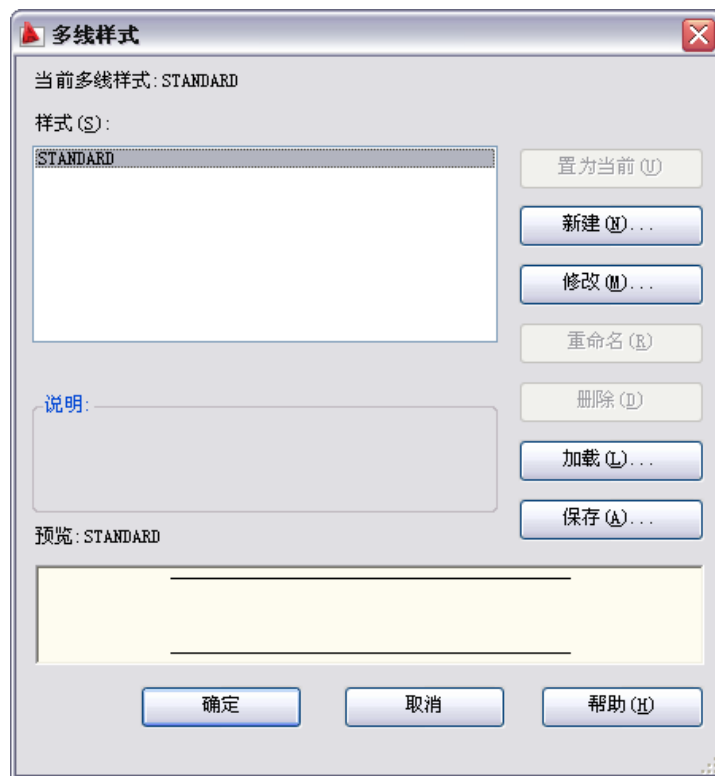 多线样式
当前多线样式:STANDARD
样式(S):
STANDARD
置为当前(U)
新建(N)...
修改(M)...
重命名(R)
删除(D)
加载(L)...
保存(A)...
说明:
预览:STANDARD
确定
取消
帮助(H)